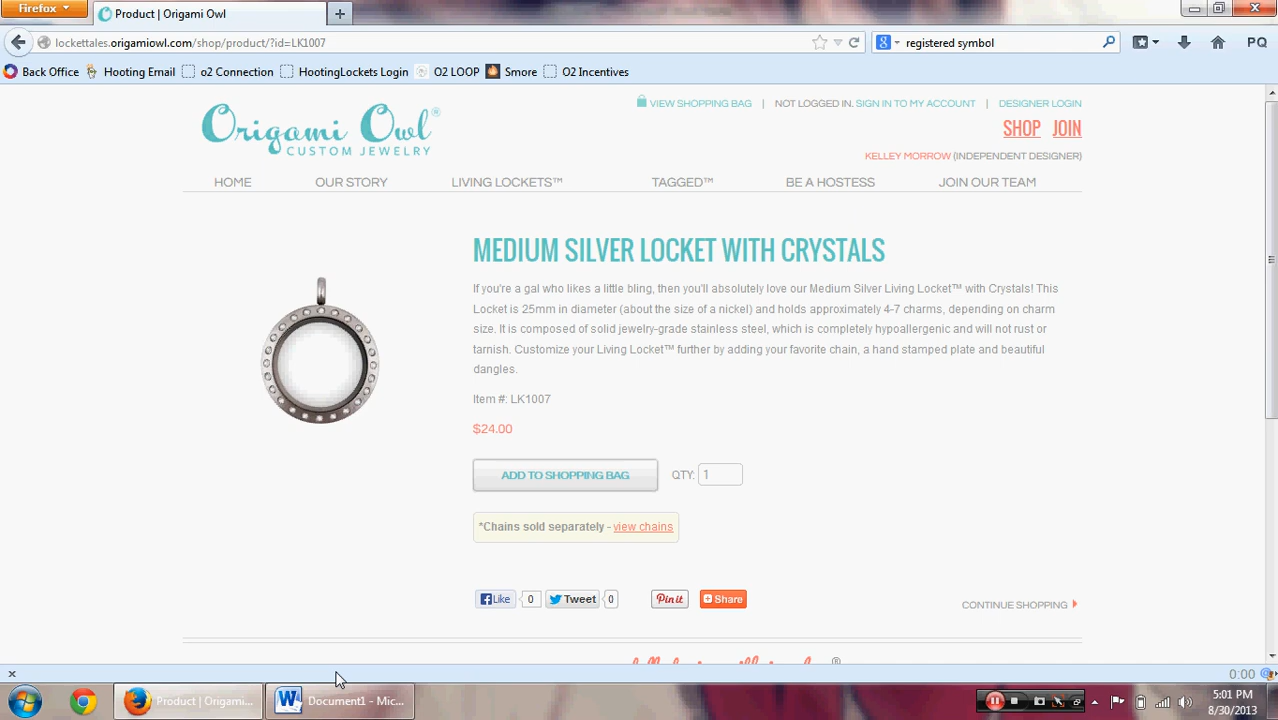 Firefox
Product | Origami Owl
lockettales.origamiowl.com/shop/product/?id=LK1007
registered symbol
PQ
Back Office
Hooting Email
o2 Connection
HootingLockets Login
O2 LOOP
Smore
O2 Incentives
Origami Owl®
CUSTOM JEWELRY
VIEW SHOPPING BAG | NOT LOGGED IN. SIGN IN TO MY ACCOUNT | DESIGNER LOGIN
SHOP JOIN
KELLEY MORROW (INDEPENDENT DESIGNER)
HOME OUR STORY LIVING LOCKETS™ TAGGED™ BE A HOSTESS JOIN OUR TEAM
MEDIUM SILVER LOCKET WITH CRYSTALS
If you're a gal who likes a little bling, then you'll absolutely love our Medium Silver Living Locket™ with Crystals! This
Locket is 25mm in diameter (about the size of a nickel) and holds approximately 4-7 charms, depending on charm
size. It is composed of solid jewelry-grade stainless steel, which is completely hypoallergenic and will not rust or
tarnish. Customize your Living Locket™ further by adding your favorite chain, a hand stamped plate and beautiful
dangles.
Item #: LK1007
$24.00
ADD TO SHOPPING BAG QTY: 1
*Chains sold separately - view chains
Like 0 Tweet 0 Pin it Share
CONTINUE SHOPPING
0:00
Product | Origami...
Document1 - Mic...
5:01 PM
8/30/2013